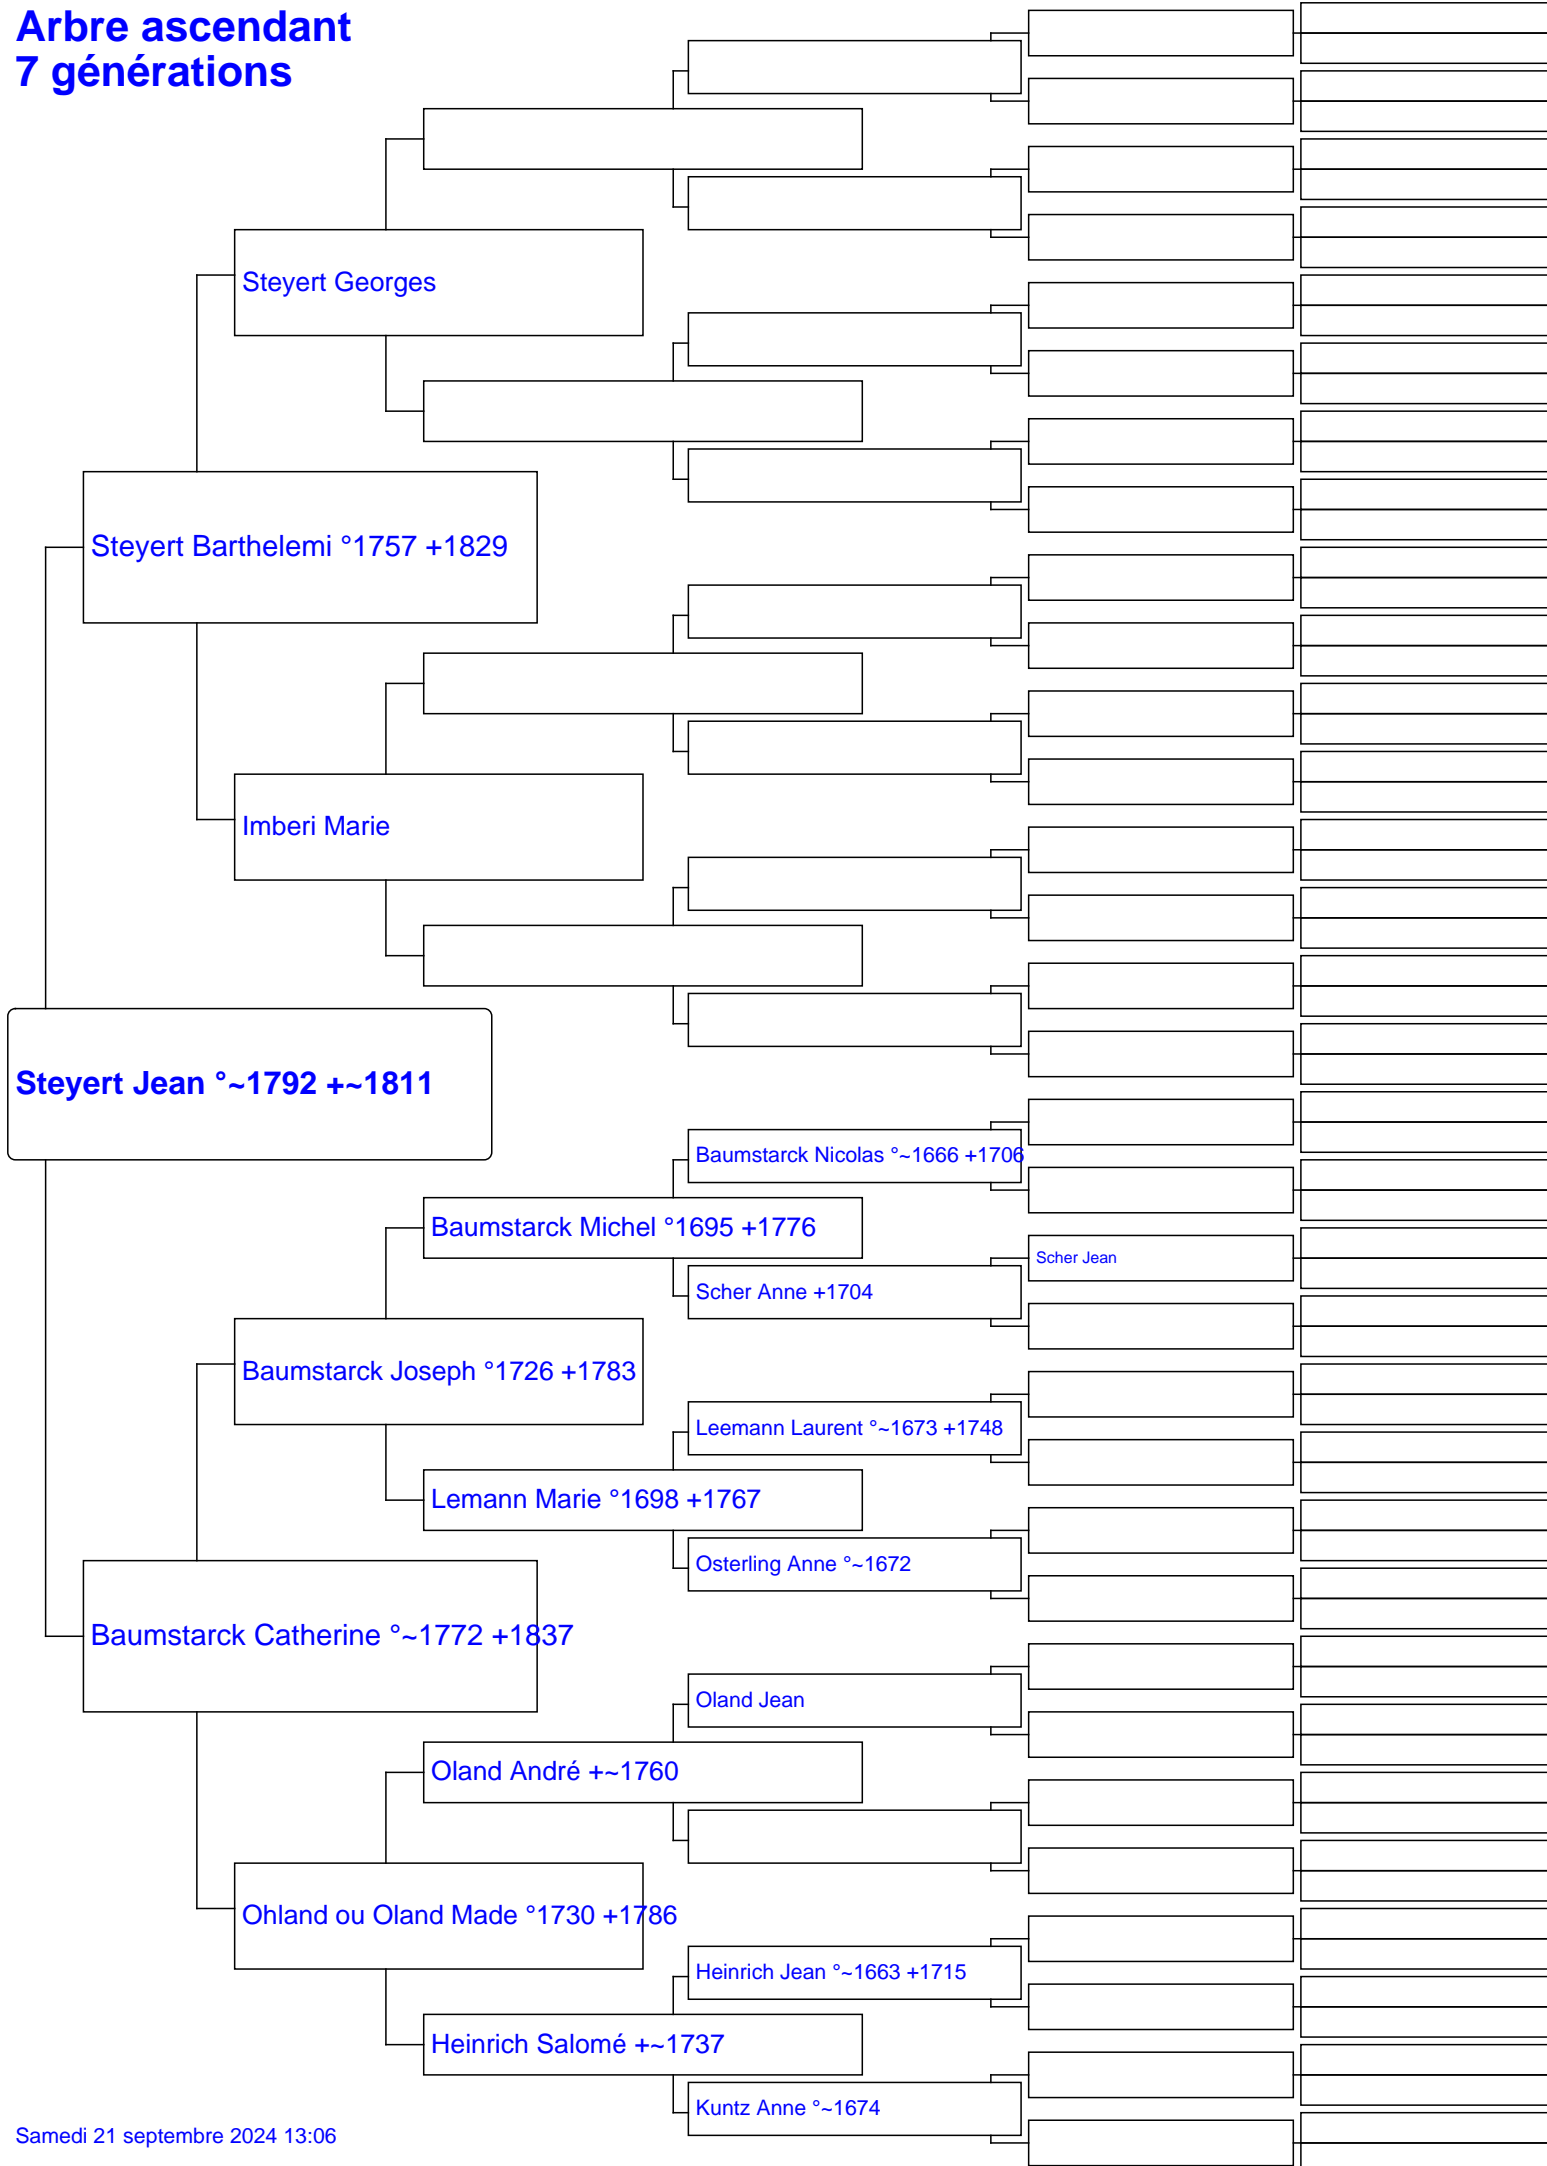 Arbre ascendant
7 générations
Steyert Georges
Steyert Barthelemi °1757 +1829
Imberi Marie
Steyert Jean °~1792 +~1811
Baumstarck Nicolas °~1666 +1706
Baumstarck Michel °1695 +1776
Scher Jean
Scher Anne +1704
Baumstarck Joseph °1726 +1783
Leemann Laurent °~1673 +1748
Lemann Marie °1698 +1767
Osterling Anne °~1672
Baumstarck Catherine °~1772 +1837
Oland Jean
Oland André +~1760
Ohland ou Oland Made °1730 +1786
Heinrich Jean °~1663 +1715
Heinrich Salomé +~1737
Kuntz Anne °~1674
Samedi 21 septembre 2024 13:06